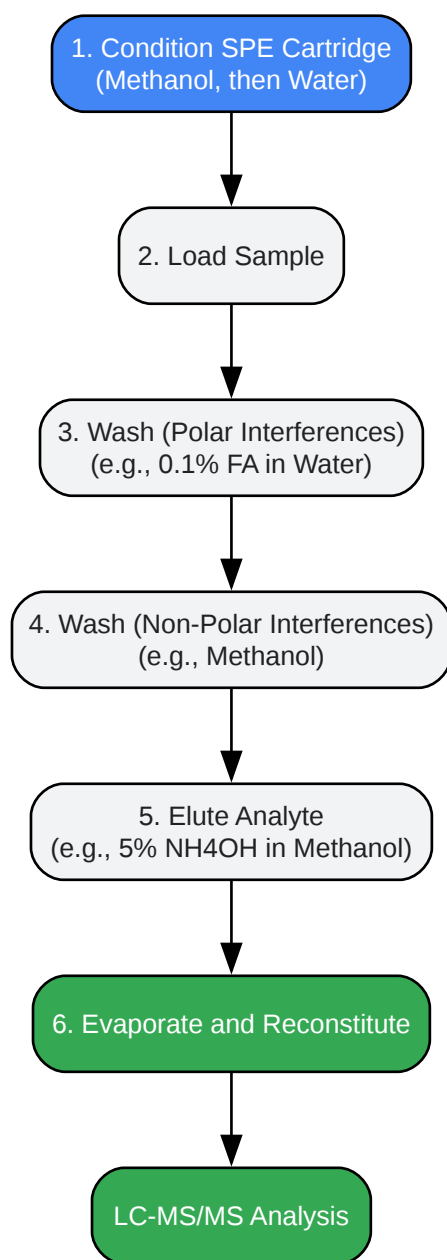 1. Condition SPE Cartridge
(Methanol, then Water)
2. Load Sample
3. Wash (Polar Interferences)
(e.g., 0.1% FA in Water)
4. Wash (Non-Polar Interferences)
(e.g., Methanol)
5. Elute Analyte
(e.g., 5% NH4OH in Methanol)
6. Evaporate and Reconstitute
LC-MS/MS Analysis